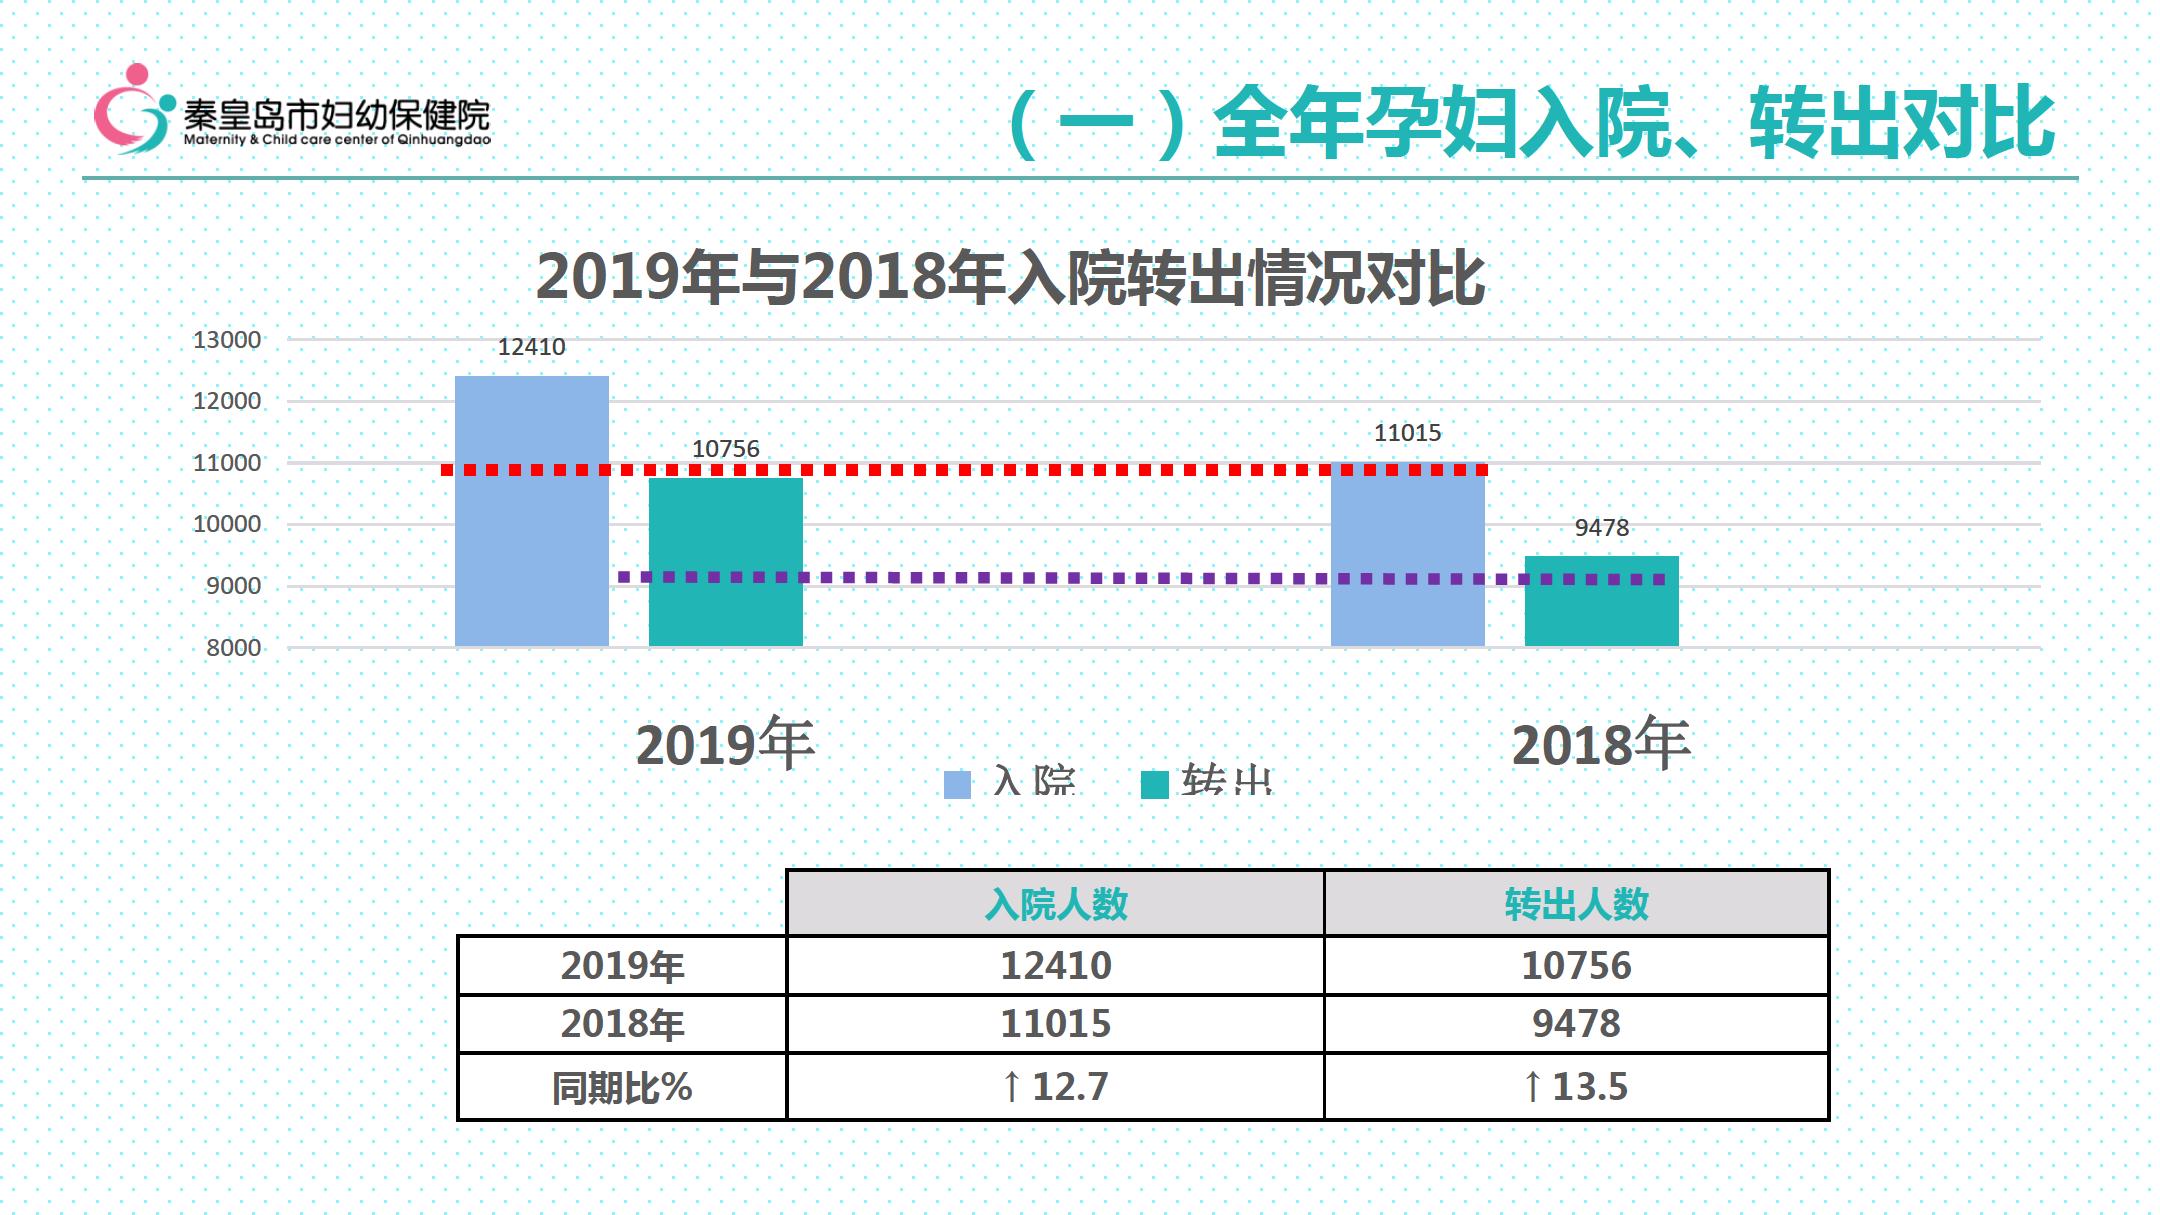 秦皇岛市妇幼保健院
Maternity & Child care center of Qinhuangdao
（一）全年孕妇入院、转出对比
2019年与2018年入院转出情况对比
13000
12000
11000
10000
9000
8000
12410
10756
11015
9478
2019年
2018年
入院 转出
入院人数 转出人数
2019年 12410 10756
2018年 11015 9478
同期比% ↑12.7 ↑13.5